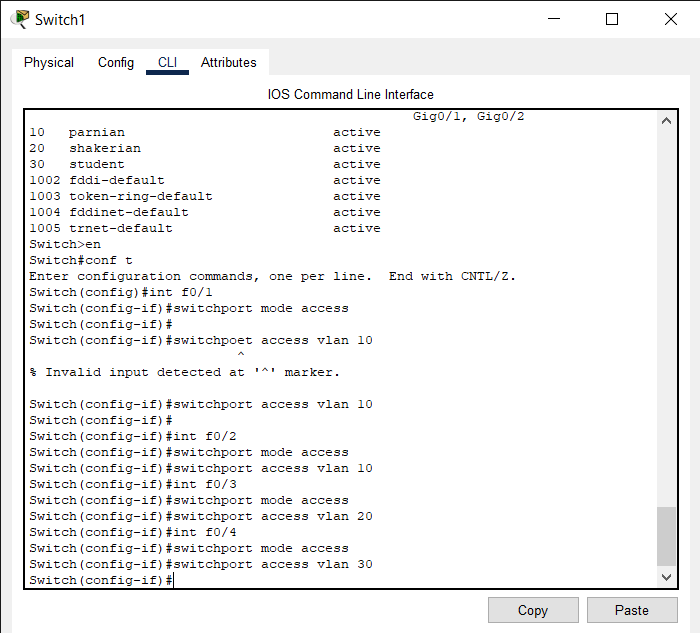 Switch1
Physical Config CLI Attributes
IOS Command Line Interface
Gig0/1, Gig0/2
10 parnian active
20 shakerian active
30 student active
1002 fddi-default active
1003 token-ring-default active
1004 fddinet-default active
1005 trnet-default active
Switch>en
Switch#conf t
Enter configuration commands, one per line. End with CNTL/Z.
Switch(config)#int f0/1
Switch(config-if)#switchport mode access
Switch(config-if)#
Switch(config-if)#switchpoet access vlan 10
^
% Invalid input detected at '^' marker.
Switch(config-if)#switchport access vlan 10
Switch(config-if)#
Switch(config-if)#int f0/2
Switch(config-if)#switchport mode access
Switch(config-if)#switchport access vlan 10
Switch(config-if)#int f0/3
Switch(config-if)#switchport mode access
Switch(config-if)#switchport access vlan 20
Switch(config-if)#int f0/4
Switch(config-if)#switchport mode access
Switch(config-if)#switchport access vlan 30
Switch(config-if)#
Copy Paste